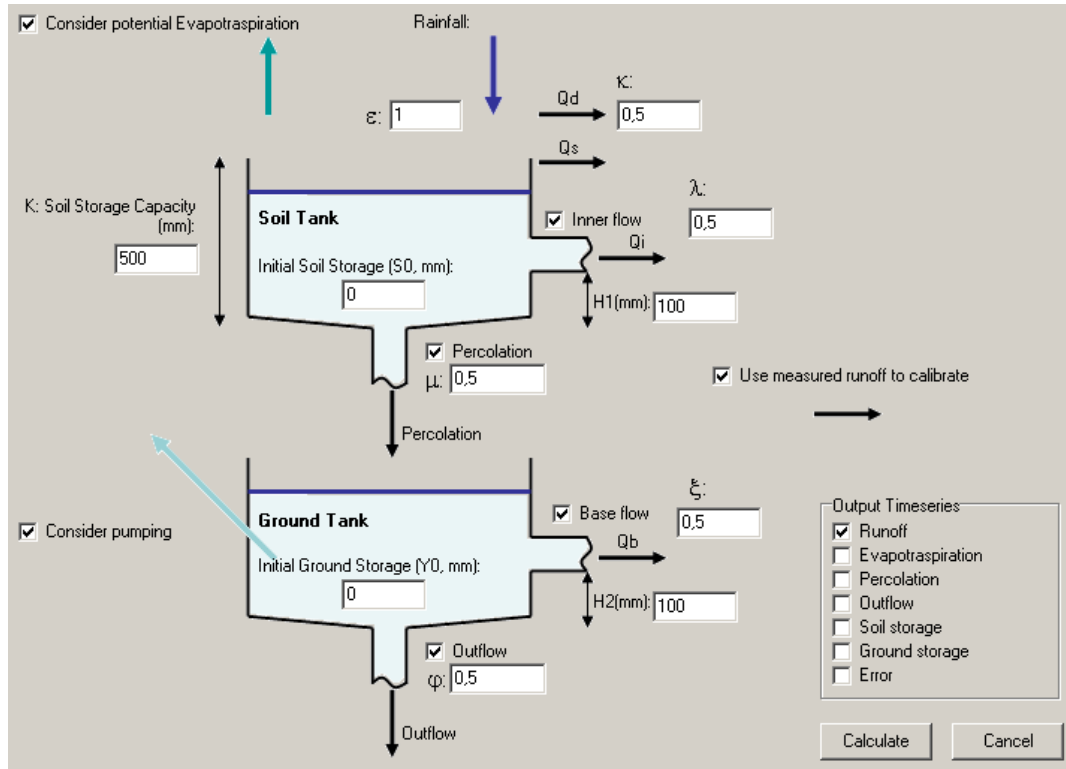 Consider potential Evapotraspiration
Rainfall:
ε: 1
Qd
κ:
0,5
Qs
K: Soil Storage Capacity
(mm):
500
Soil Tank
Initial Soil Storage (S0, mm):
0
Inner flow
λ:
0,5
Qi
H1(mm): 100
Percolation
μ: 0,5
Percolation
Use measured runoff to calibrate
Consider pumping
Ground Tank
Initial Ground Storage (Y0, mm):
0
Base flow
ξ:
0,5
Qb
H2(mm): 100
Outflow
φ: 0,5
Outflow
Output Timeseries
Runoff
Evapotraspiration
Percolation
Outflow
Soil storage
Ground storage
Error
Calculate
Cancel